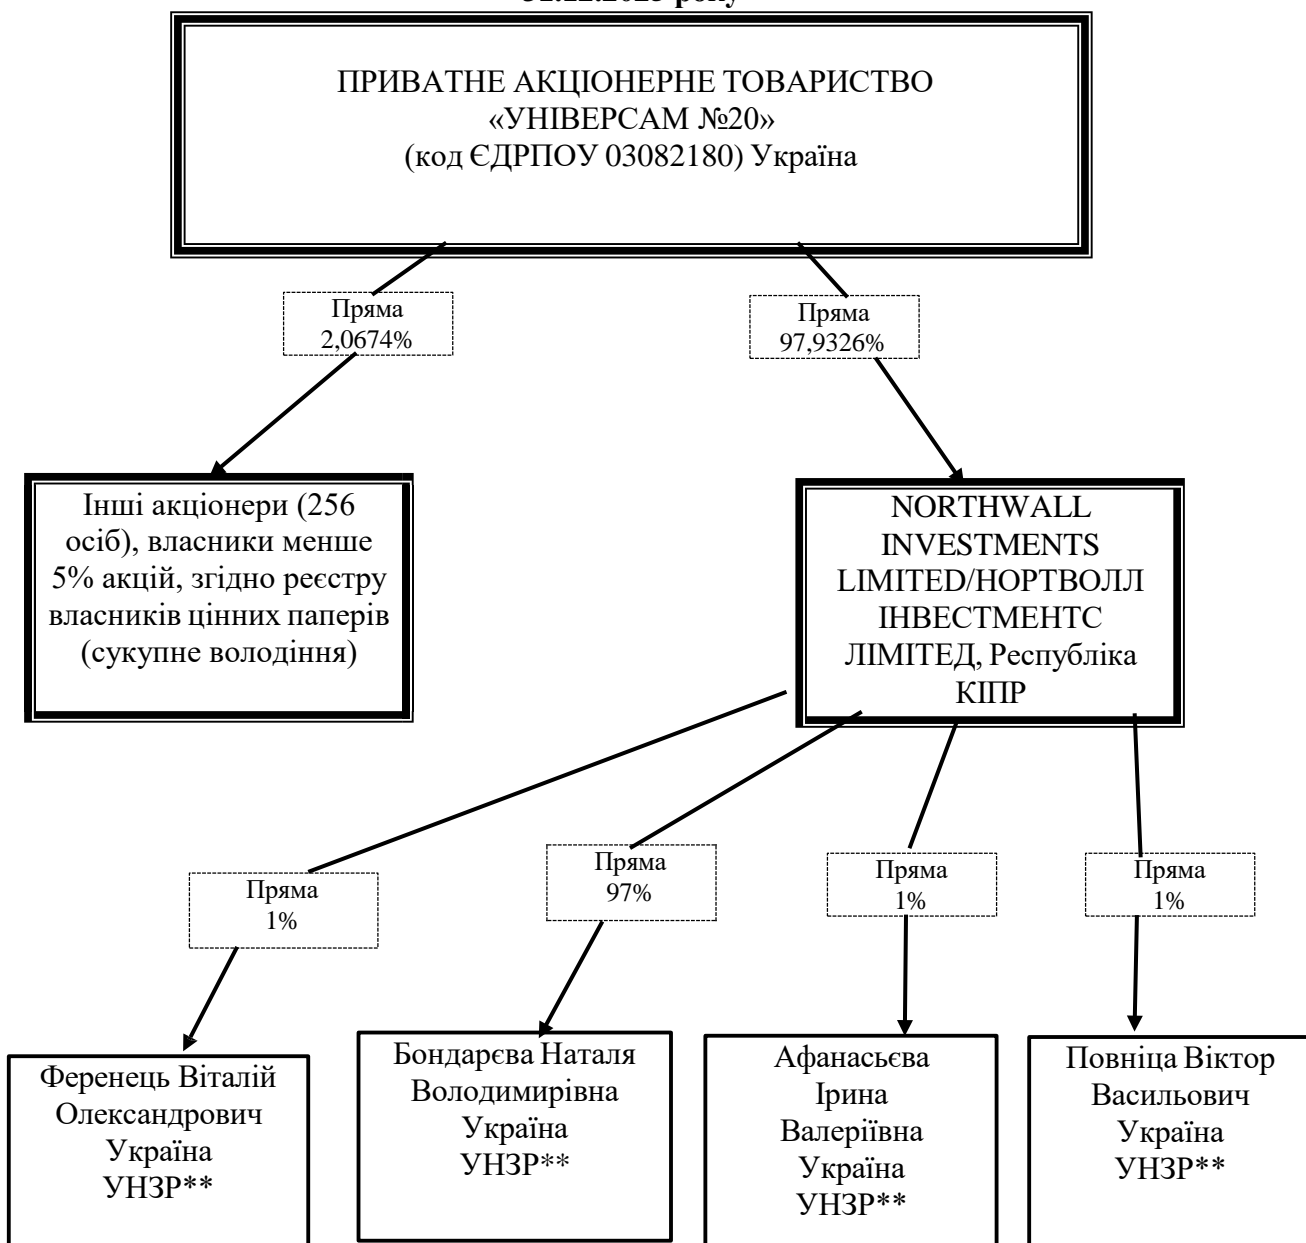 ПРИВАТНЕ АКЦІОНЕРНЕ ТОВАРИСТВО
«УНІВЕРСАМ №20»
(код ЄДРПОУ 03082180) Україна
Пряма
2,0674%
Пряма
97,9326%
Інші акціонери (256
осіб), власники менше
5% акцій, згідно реєстру
власників цінних паперів
(сукупне володіння)
NORTHWALL
INVESTMENTS
LIMITED/НОРТВОЛЛ
ІНВЕСТМЕНТС
ЛІМІТЕД, Республіка
КІПР
Пряма
1%
Пряма
97%
Пряма
1%
Пряма
1%
Ференець Віталій
Олександрович
Україна
УНЗР**
Бондарєва Наталя
Володимирівна
Україна
УНЗР**
Афанасьєва
Ірина
Валеріївна
Україна
УНЗР**
Повніца Віктор
Васильович
Україна
УНЗР**